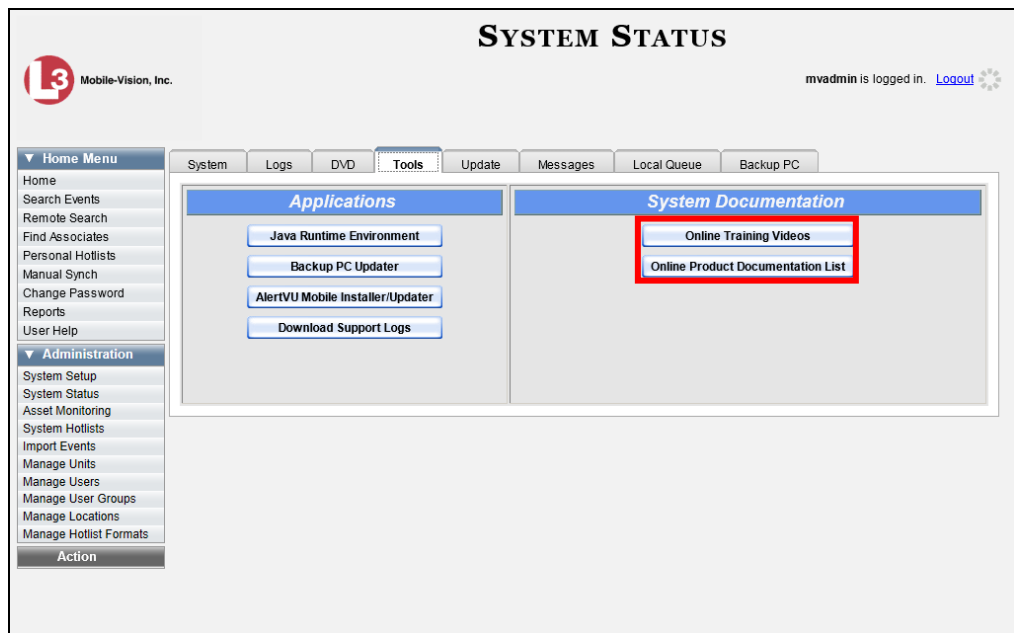 SYSTEM STATUS
L3 Mobile-Vision, Inc.
mvadmin is logged in. Logout
▼ Home Menu
Home
Search Events
Remote Search
Find Associates
Personal Hotlists
Manual Synch
Change Password
Reports
User Help
▼ Administration
System Setup
System Status
Asset Monitoring
System Hotlists
Import Events
Manage Units
Manage Users
Manage User Groups
Manage Locations
Manage Hotlist Formats
Action
System Logs DVD Tools Update Messages Local Queue Backup PC
Applications
Java Runtime Environment
Backup PC Updater
AlertVU Mobile Installer/Updater
Download Support Logs
System Documentation
Online Training Videos
Online Product Documentation List